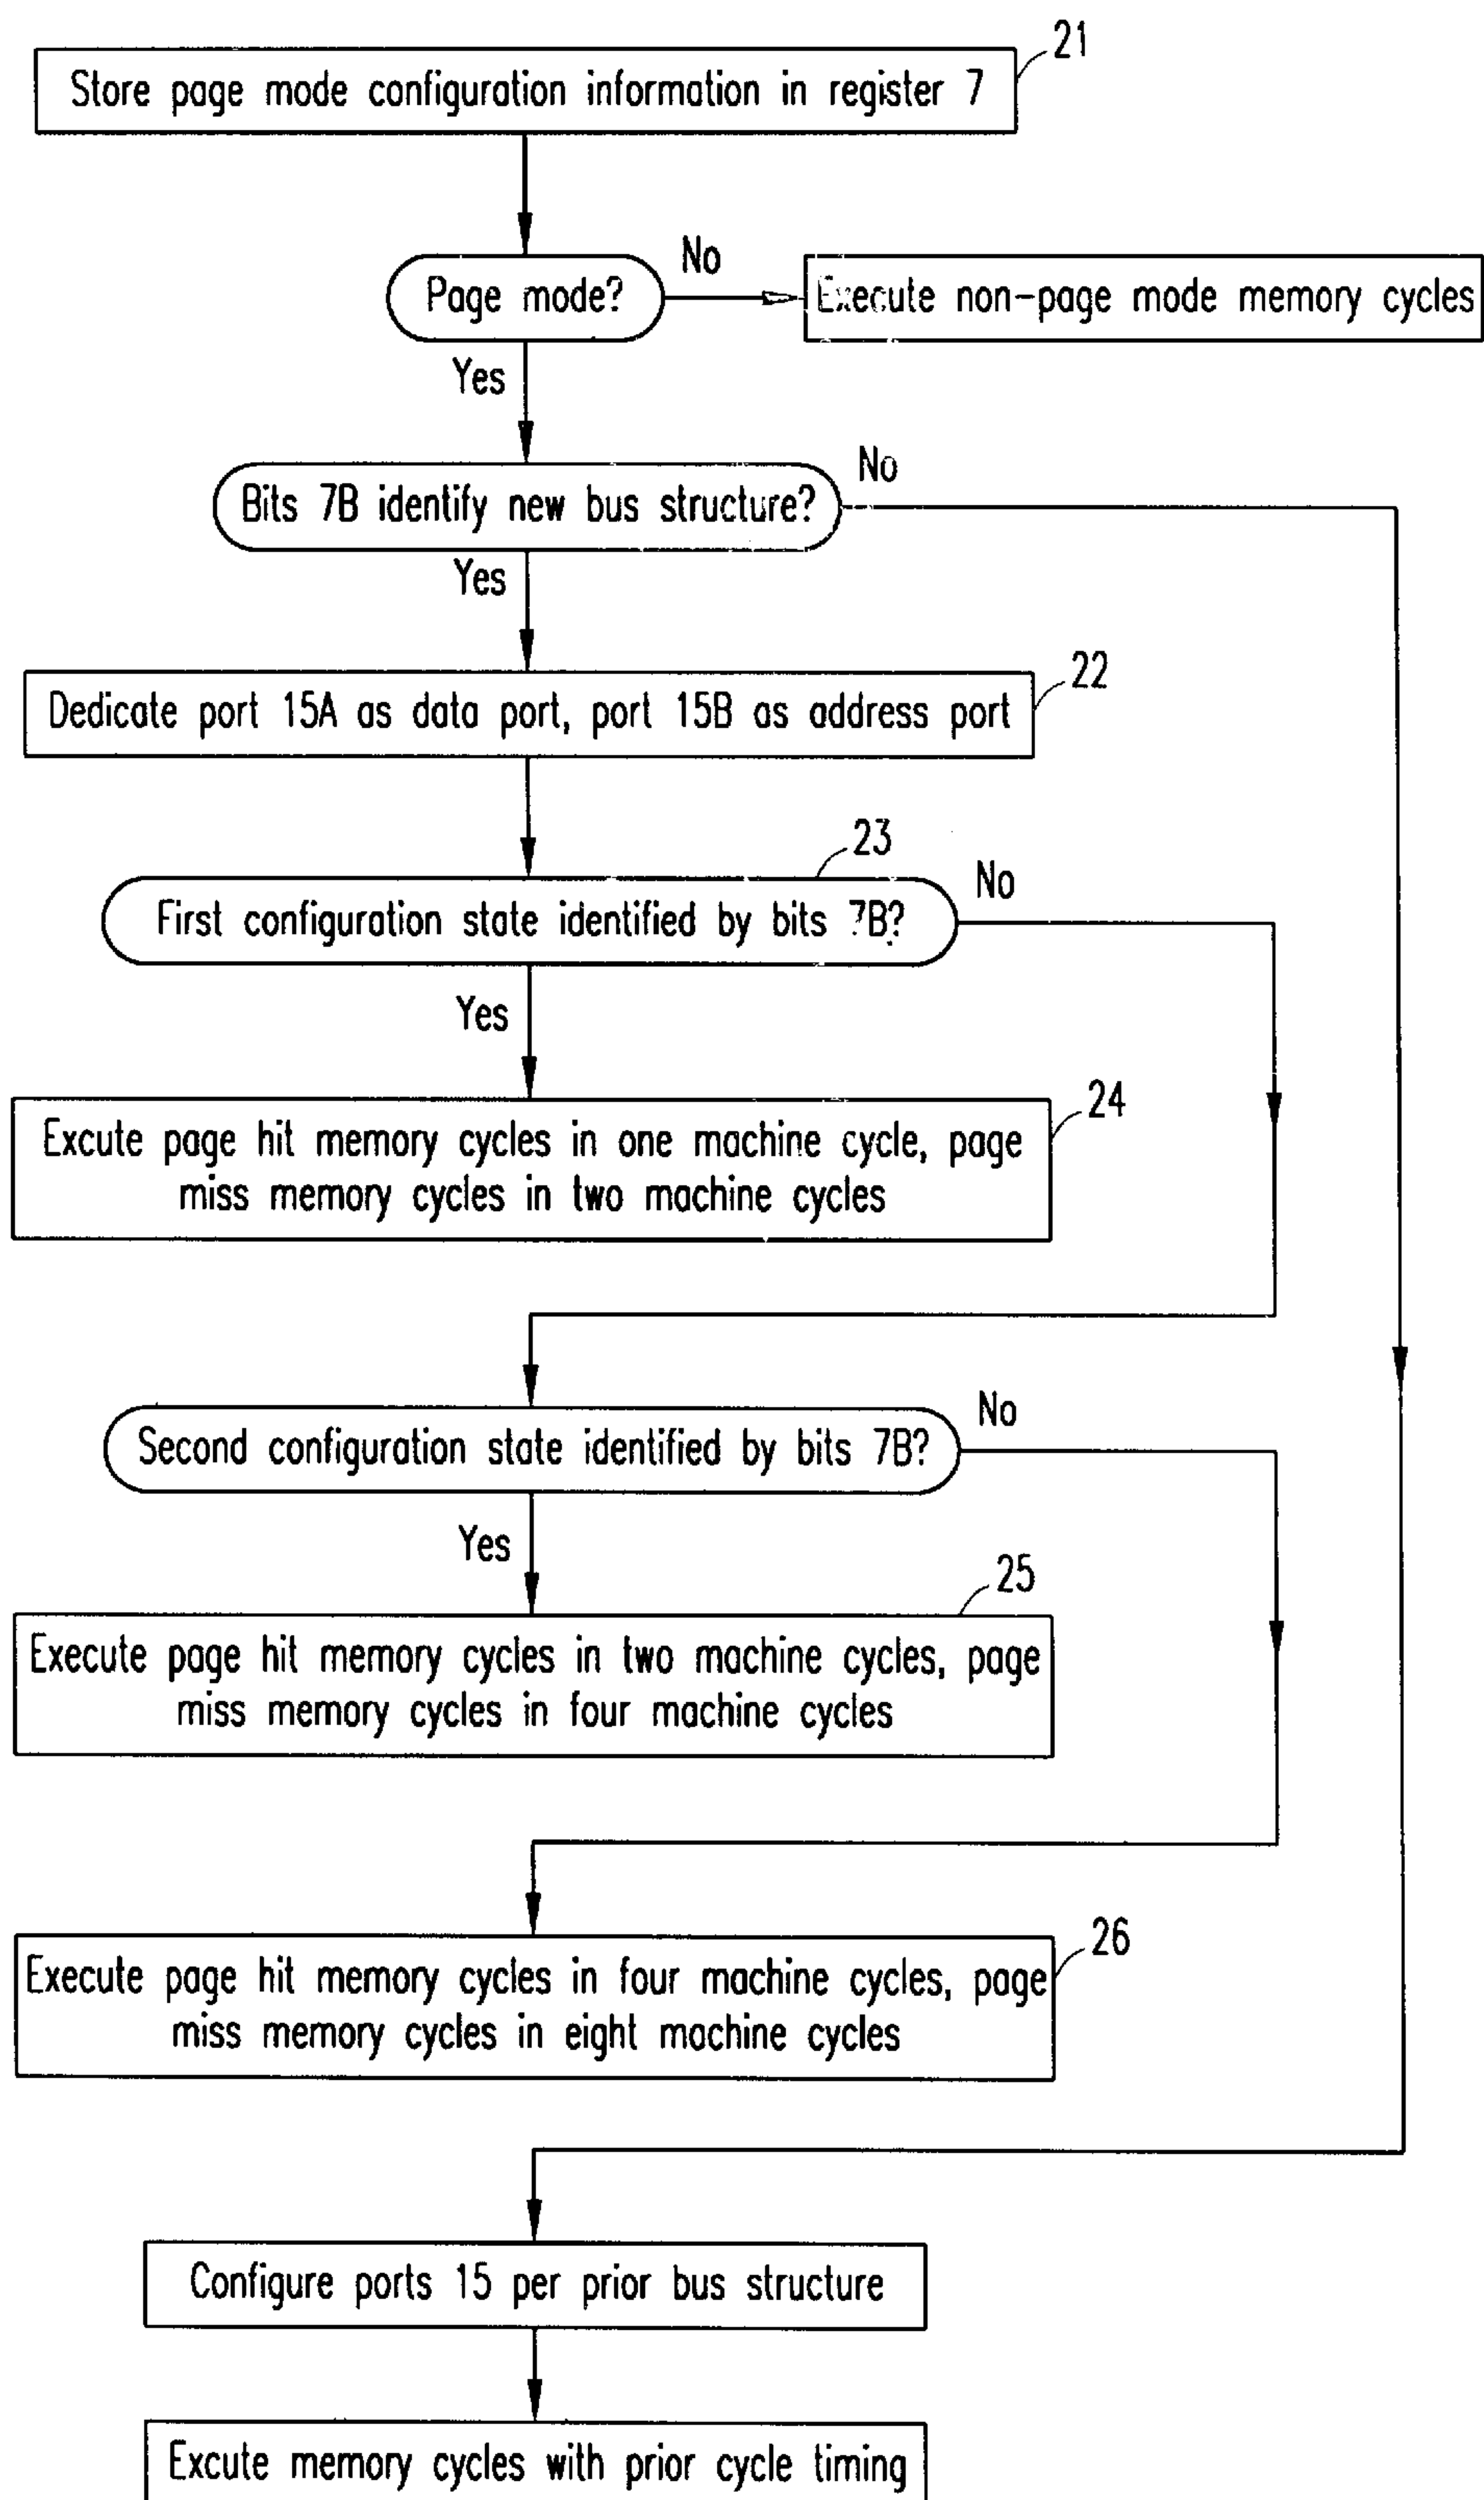 21
Store page mode configuration information in register 7
No
Page mode?
Execute non-page mode memory cycles
Yes
No
Bits 7B identify new bus structure?
Yes
22
Dedicate port 15A as data port, port 15B as address port
23
No
First configuration state identified by bits 7B?
Yes
24
Excute page hit memory cycles in one machine cycle, page
miss memory cycles in two machine cycles
No
Second configuration state identified by bits 7B?
Yes
25
Execute page hit memory cycles in two machine cycles, page
miss memory cycles in four machine cycles
26
Execute page hit memory cycles in four machine cycles, page
miss memory cycles in eight machine cycles
Configure ports 15 per prior bus structure
Excute memory cycles with prior cycle timing